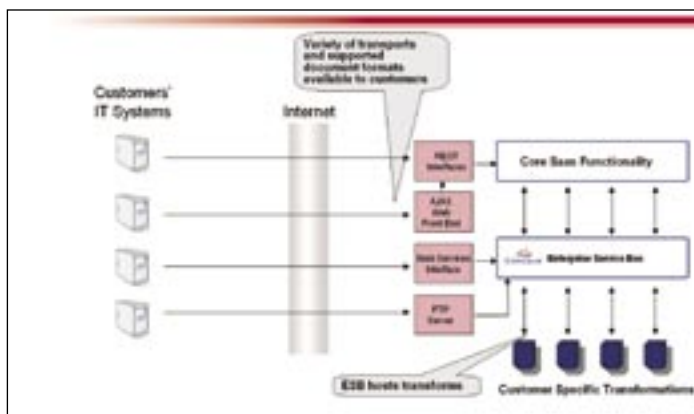 Variety of transports
and supported
document formats
available to customers
Customers'
IT Systems
Internet
REST
Interface
Core Saas Functionality
AJAX
Web
Front End
Web Services
Interface
Enterprise Service Bus
FTP
Server
ESB hosts transforms
Customer Specific Transformations